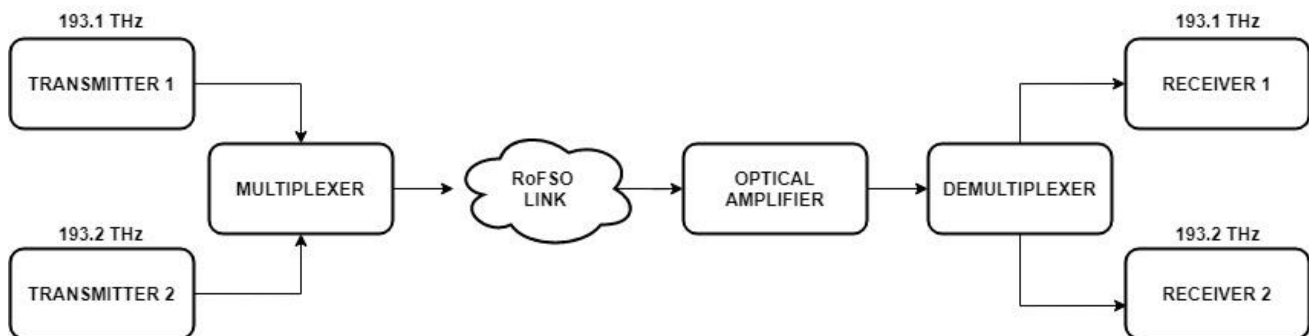 193.1 THz
TRANSMITTER 1
193.2 THz
TRANSMITTER 2
MULTIPLEXER
RoFSO
LINK
OPTICAL
AMPLIFIER
DEMULTIPLEXER
193.1 THz
RECEIVER 1
193.2 THz
RECEIVER 2